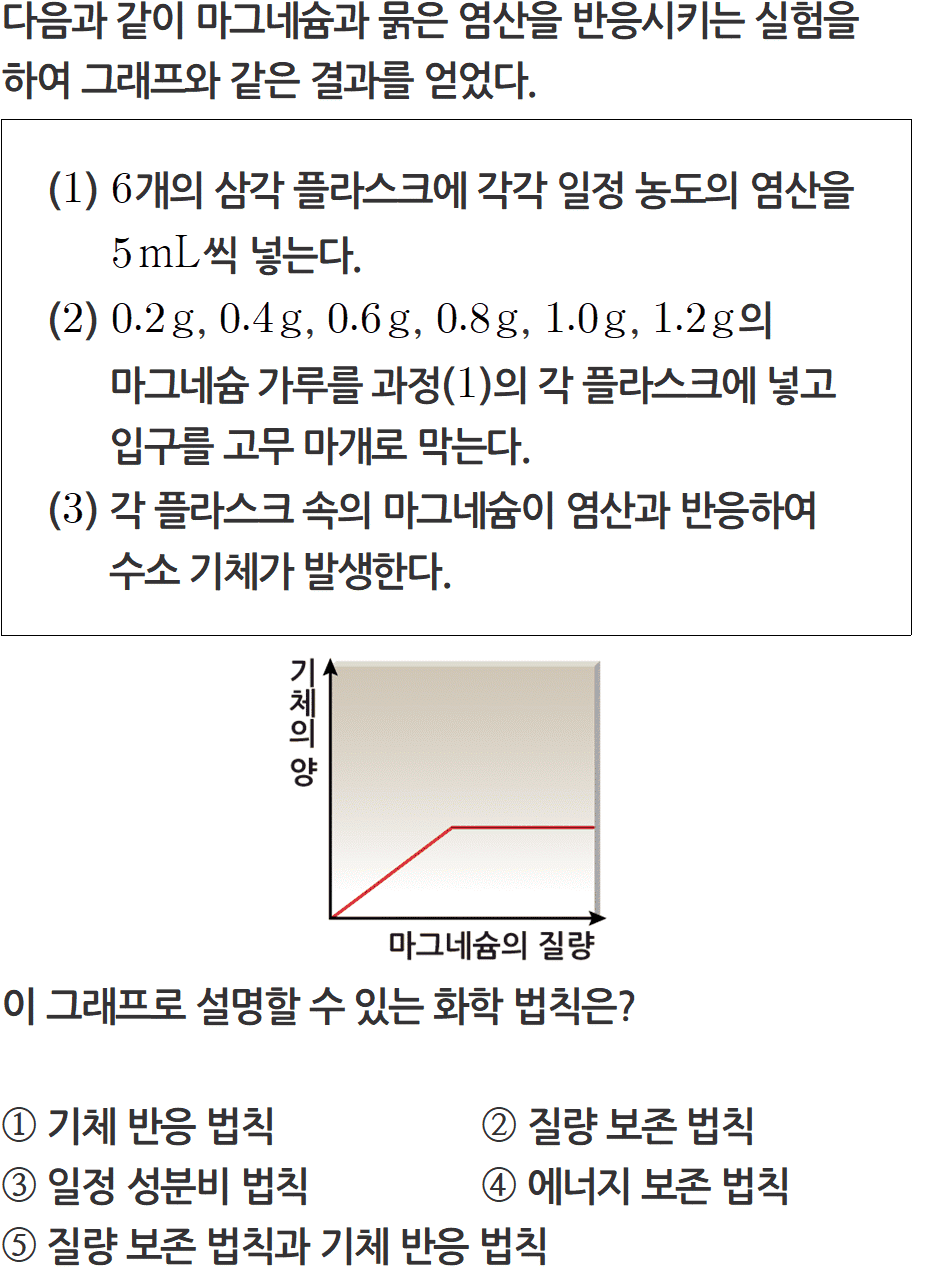 다음과 같이 마그네슘과 묽은 염산을 반응시키는 실험을
하여 그래프와 같은 결과를 얻었다.
(1) 6개의 삼각 플라스크에 각각 일정 농도의 염산을
5 mL씩 넣는다.
(2) 0.2 g, 0.4 g, 0.6 g, 0.8 g, 1.0 g, 1.2 g의
마그네슘 가루를 과정(1)의 각 플라스크에 넣고
입구를 고무 마개로 막는다.
(3) 각 플라스크 속의 마그네슘이 염산과 반응하여
수소 기체가 발생한다.
기체의 양
마그네슘의 질량
이 그래프로 설명할 수 있는 화학 법칙은?
① 기체 반응 법칙 ② 질량 보존 법칙
③ 일정 성분비 법칙 ④ 에너지 보존 법칙
⑤ 질량 보존 법칙과 기체 반응 법칙